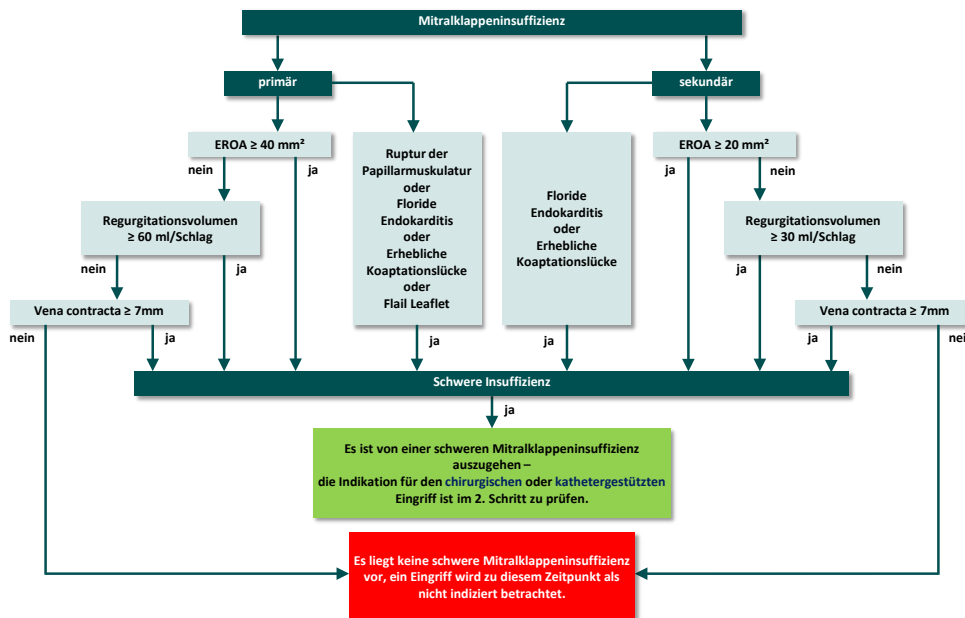 Mitralklappeninsuffizienz
primär
sekundär
EROA ≥ 40 mm²
nein
ja
Ruptur der
Papillarmuskulatur
oder
Floride
Endokarditis
oder
Erhebliche
Koaptationslücke
oder
Flail Leaflet
Floride
Endokarditis
oder
Erhebliche
Koaptationslücke
EROA ≥ 20 mm²
ja
nein
Regurgitationsvolumen
≥ 60 ml/Schlag
nein
ja
Regurgitationsvolumen
≥ 30 ml/Schlag
ja
nein
Vena contracta ≥ 7mm
nein
ja
ja
ja
Vena contracta ≥ 7mm
ja
nei
Schwere Insuffizienz
ja
Es ist von einer schweren Mitralklappeninsuffizienz
auszugehen –
die Indikation für den chirurgischen oder kathetergestützten
Eingriff ist im 2. Schritt zu prüfen.
Es liegt keine schwere Mitralklappeninsuffizienz
vor, ein Eingriff wird zu diesem Zeitpunkt als
nicht indiziert betrachtet.